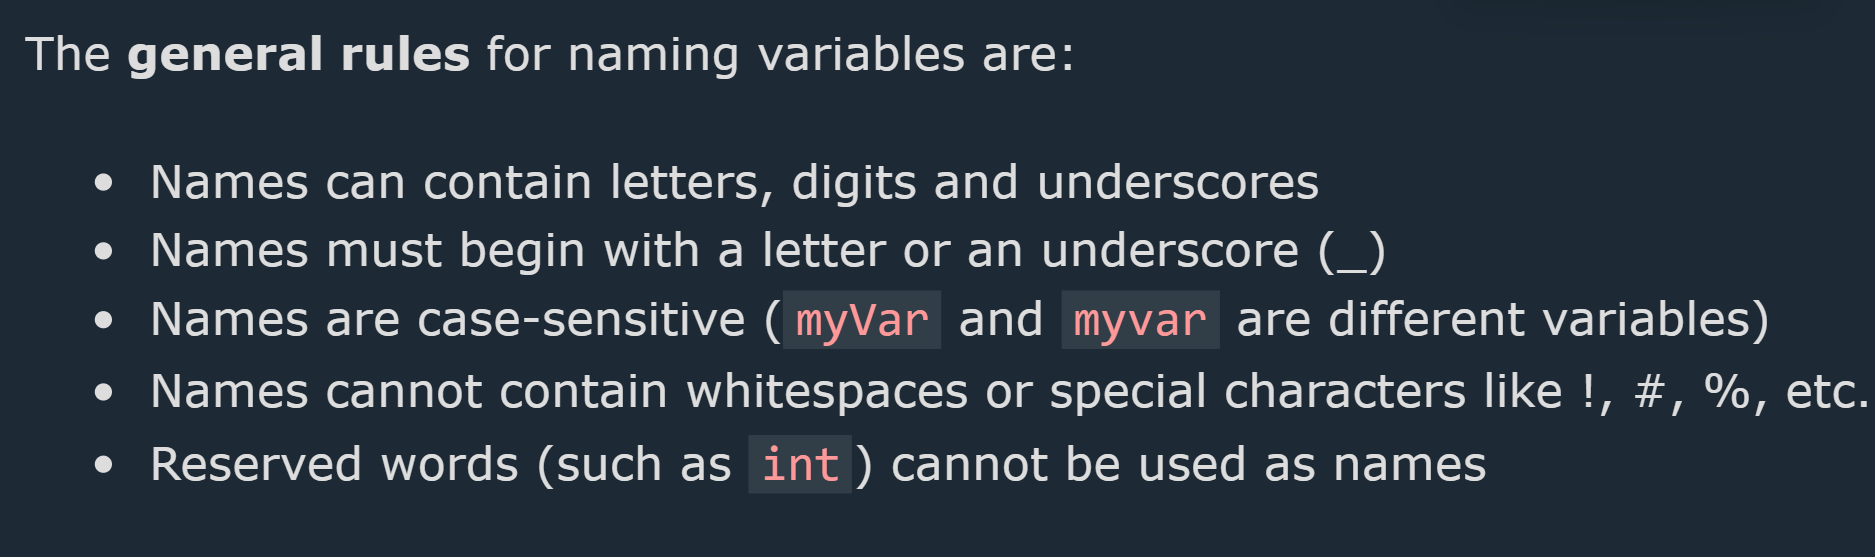 The general rules for naming variables are:
• Names can contain letters, digits and underscores
• Names must begin with a letter or an underscore (_)
• Names are case-sensitive (myVar and myvar are different variables)
• Names cannot contain whitespaces or special characters like !, #, %, etc.
• Reserved words (such as int) cannot be used as names